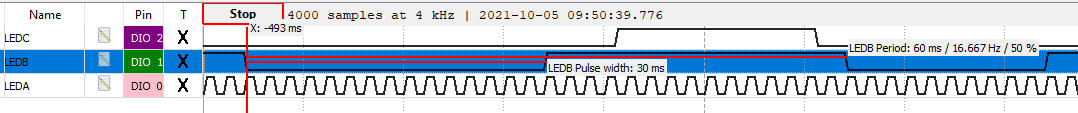 Name Pin T Stop 4000 samples at 4 kHz | 2021-10-05 09:50:39.776
X: -493 ms
LEDC DIO 2 X
LEDB Period: 60 ms / 16.667 Hz / 50 %
LEDB DIO 1 X
LEDB Pulse width: 30 ms
LEDA DIO 0 X